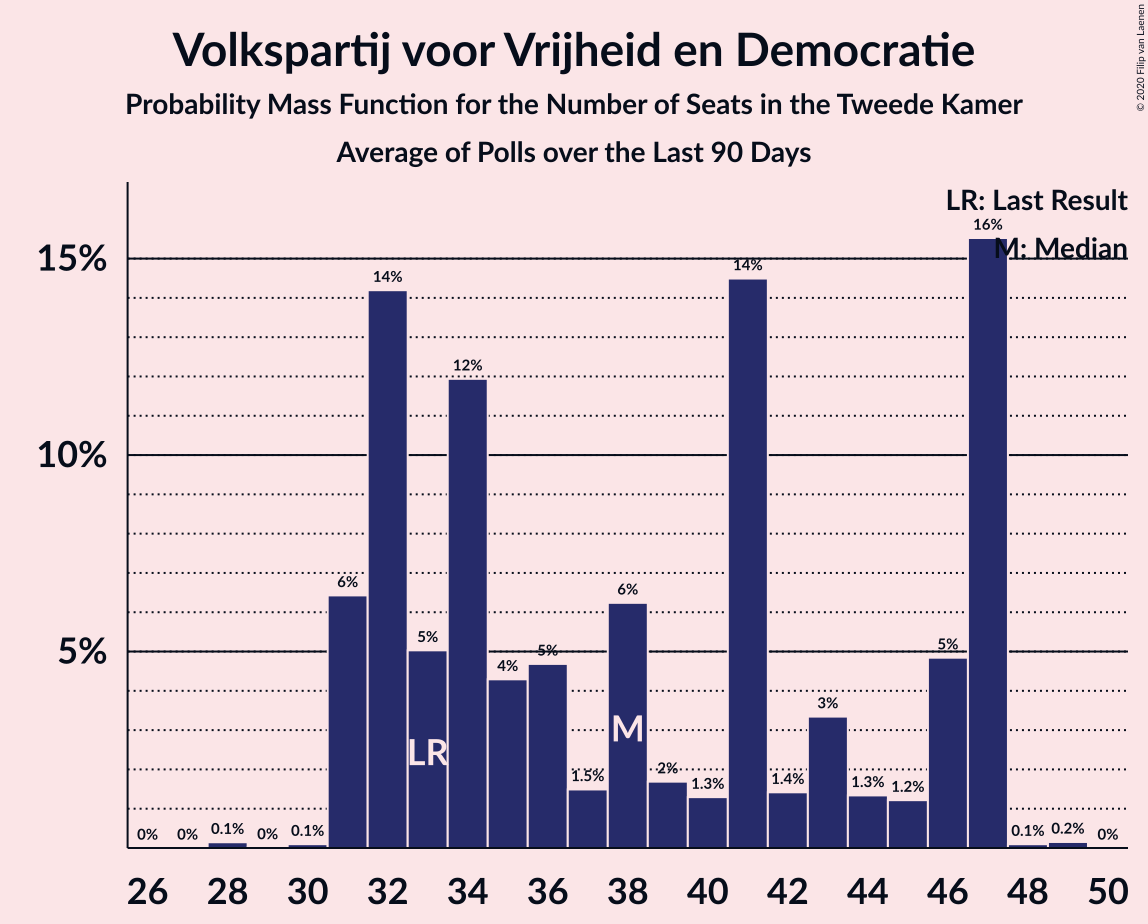 Volkspartij voor Vrijheid en Democratie
Probability Mass Function for the Number of Seats in the Tweede Kamer
Average of Polls over the Last 90 Days
© 2020 Filip van Laenen
LR: Last Result
M: Median
15%
10%
5%
0% 0% 0.1% 0% 0.1% 6% 14% 5% 12% 4% 5% 1.5% 6% 2% 1.3% 14% 1.4% 3% 1.3% 1.2% 5% 16% 0.1% 0.2% 0%
LR M
26 28 30 32 34 36 38 40 42 44 46 48 50